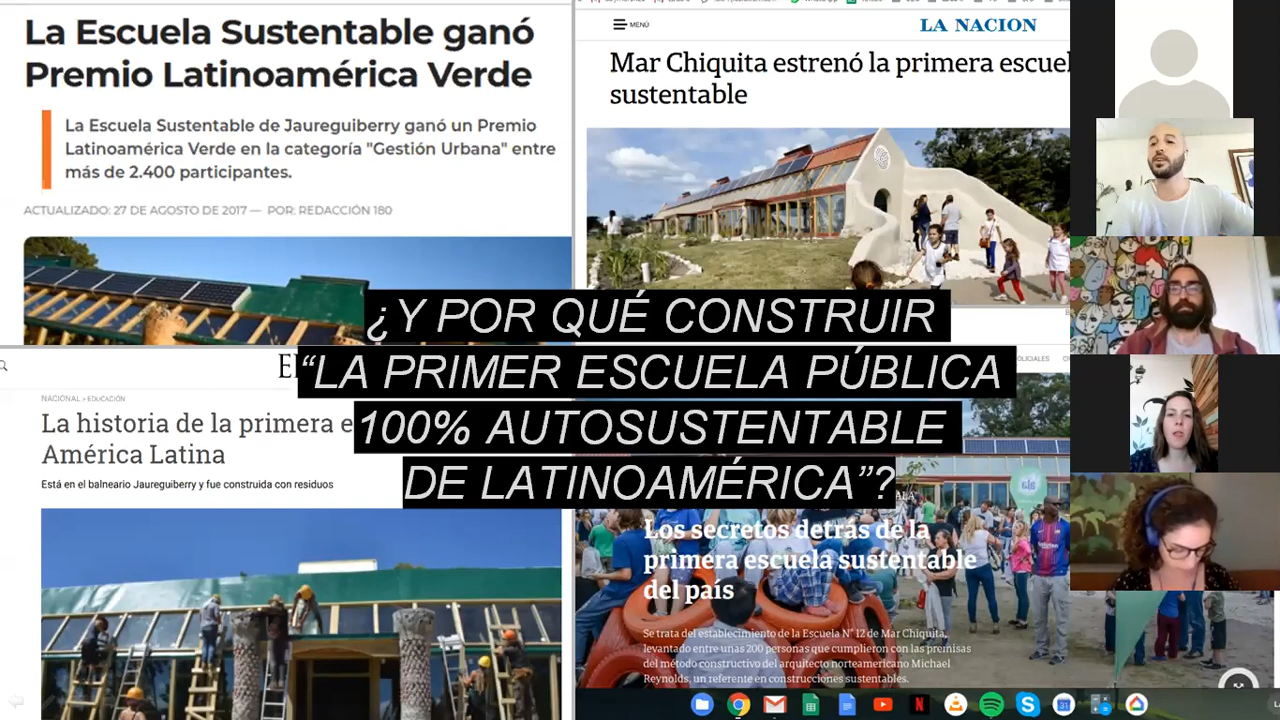 La Escuela Sustentable ganó
Premio Latinoamérica Verde
La Escuela Sustentable de Jaureguiberry ganó un Premio
Latinoamérica Verde en la categoría "Gestión Urbana" entre
más de 2.400 participantes.
ACTUALIZADO: 27 DE AGOSTO DE 2017 — POR: REDACCIÓN 180
MENÚ
LA NACION
Mar Chiquita estrenó la primera escuel
sustentable
¿Y POR QUÉ CONSTRUIR
“LA PRIMER ESCUELA PÚBLICA
100% AUTOSUSTENTABLE
DE LATINOAMÉRICA”?
NACIONAL > EDUCACIÓN
La historia de la primera e
América Latina
Está en el balneario Jaureguiberry y fue construida con residuos
Los secretos detrás de la
primera escuela sustentable
del país
Se trata del establecimiento de la Escuela N° 12 de Mar Chiquita,
levantado entre unas 200 personas que cumplieron con las premisas
del método constructivo del arquitecto norteamericano Michael
Reynolds, un referente en construcciones sustentables.